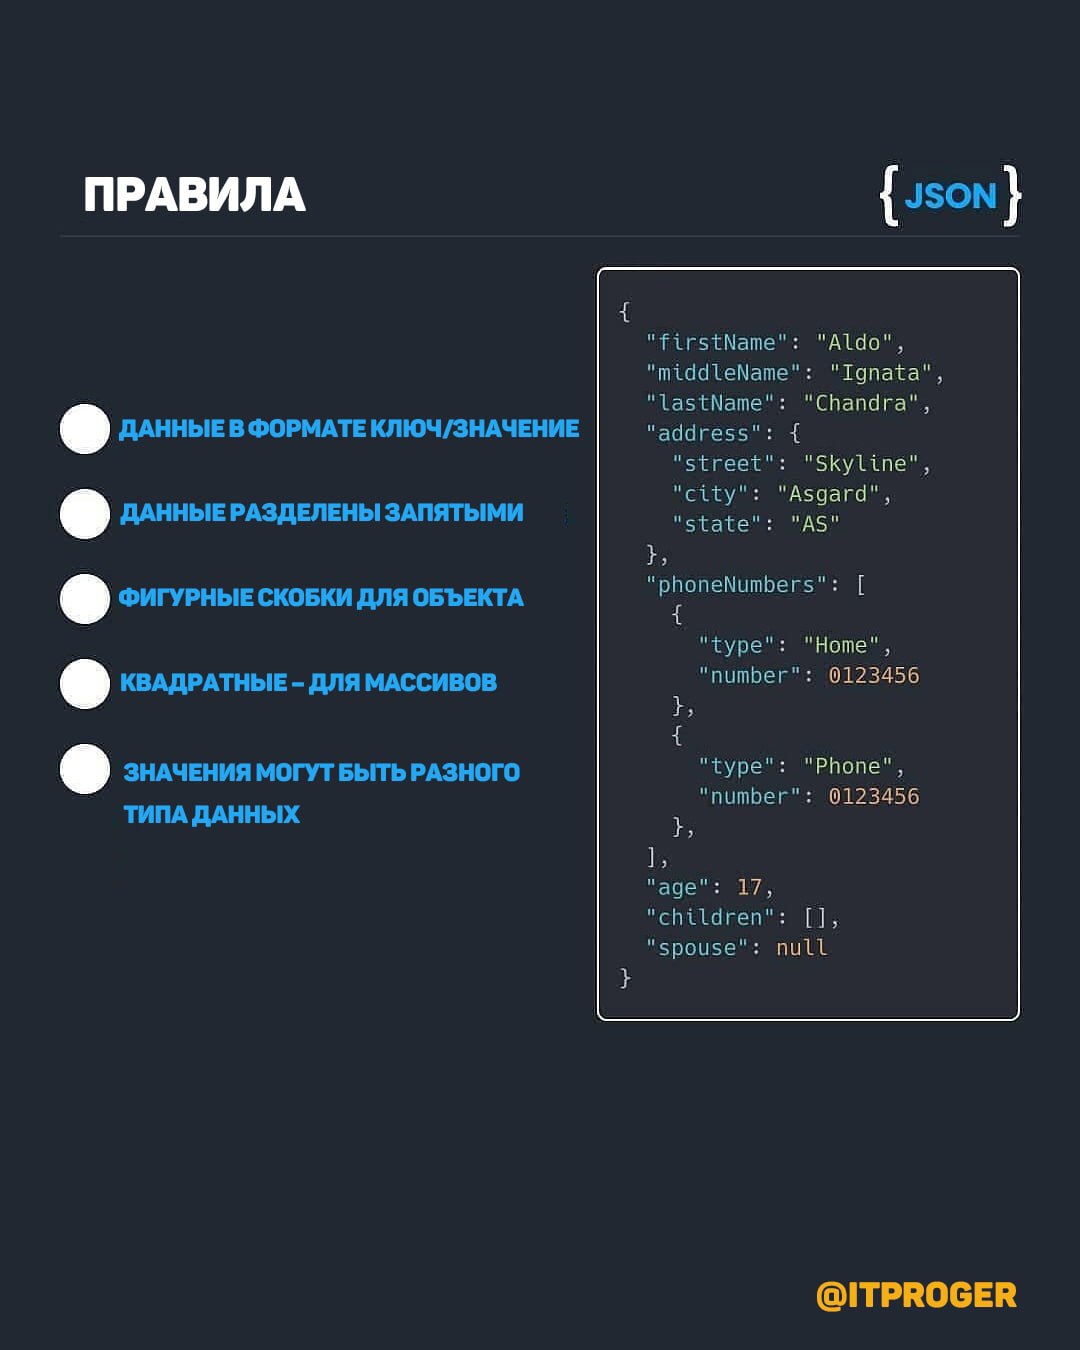 ПРАВИЛА
{JSON}
ДАННЫЕ В ФОРМАТЕ КЛЮЧ/ЗНАЧЕНИЕ
ДАННЫЕ РАЗДЕЛЕНЫ ЗАПЯТЫМИ
ФИГУРНЫЕ СКОБКИ ДЛЯ ОБЪЕКТА
КВАДРАТНЫЕ – ДЛЯ МАССИВОВ
ЗНАЧЕНИЯ МОГУТ БЫТЬ РАЗНОГО
ТИПА ДАННЫХ
{
  "firstName": "Aldo",
  "middleName": "Ignata",
  "lastName": "Chandra",
  "address": {
    "street": "Skyline",
    "city": "Asgard",
    "state": "AS"
  },
  "phoneNumbers": [
    {
      "type": "Home",
      "number": 0123456
    },
    {
      "type": "Phone",
      "number": 0123456
    },
  ],
  "age": 17,
  "children": [],
  "spouse": null
}
@ITPROGER